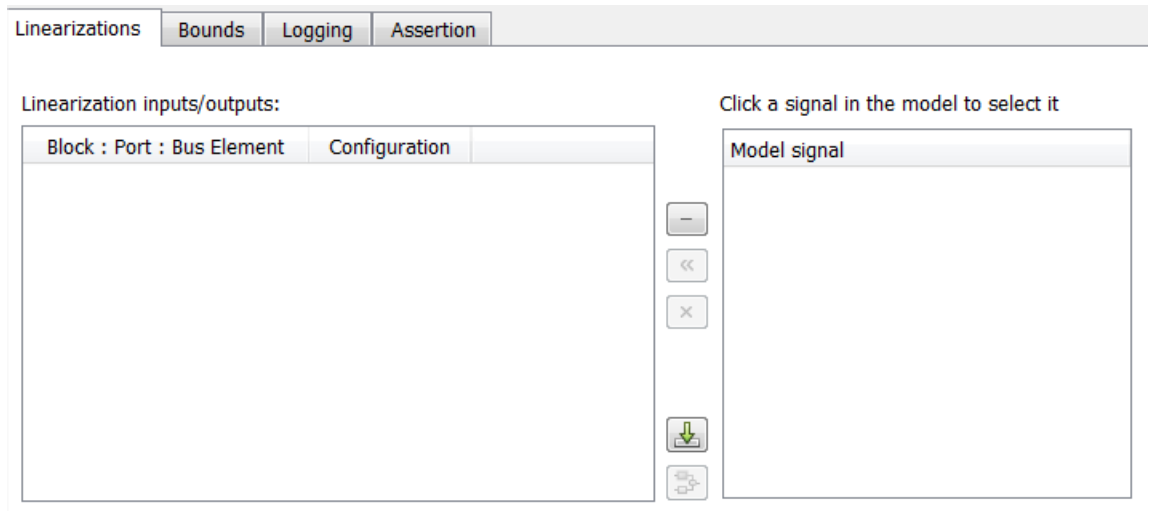 Linearizations Bounds Logging Assertion
Linearization inputs/outputs: Click a signal in the model to select it
Block : Port : Bus Element Configuration Model signal